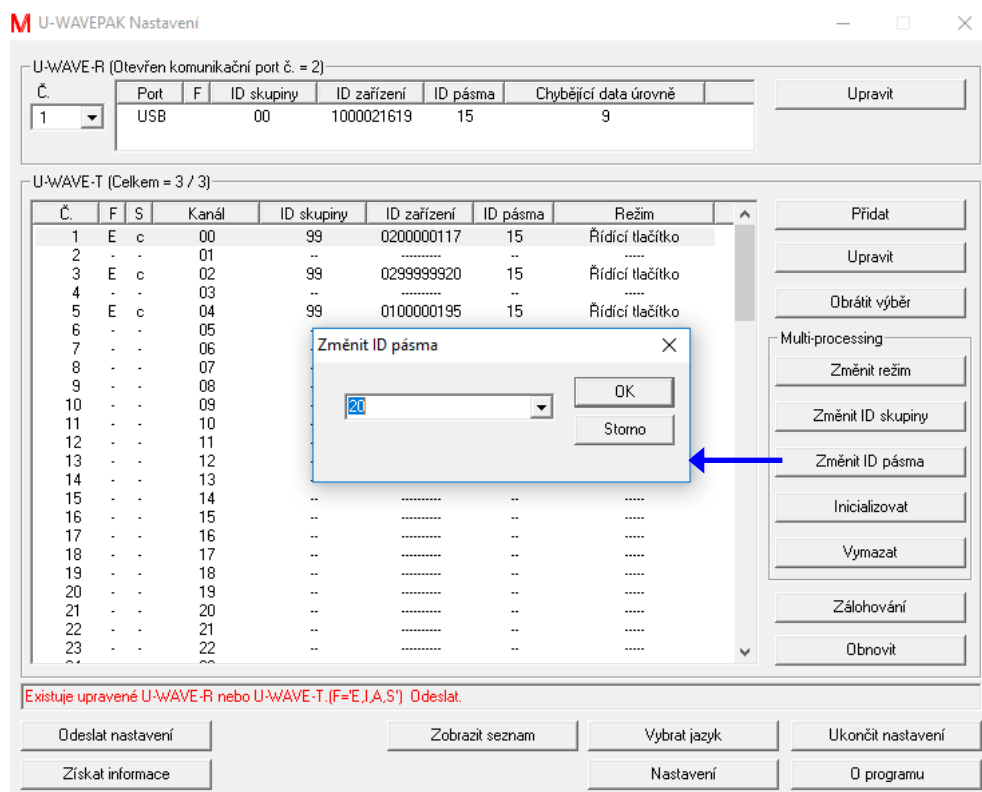 U-WAVEPAK Nastavení
U-WAVE-R (Otevřen komunikační port č. = 2)
Č. Port F ID skupiny ID zařízení ID pásma Chybějící data úrovně
1 USB 00 1000021619 15 9
Upravit
U-WAVE-T (Celkem = 3 / 3)
Č. F S Kanál ID skupiny ID zařízení ID pásma Režim
1 E c 00 99 0200000117 15 Řídící tlačítko
2 - - 01 -- ---------- -- -----
3 E c 02 99 0299999920 15 Řídící tlačítko
4 - - 03 -- ---------- -- -----
5 E c 04 99 0100000195 15 Řídící tlačítko
6 - - 05
7 - - 06
8 - - 07
9 - - 08
10 - - 09
11 - - 10
12 - - 11
13 - - 12
14 - - 13
15 - - 14 -- ---------- -- -----
16 - - 15 -- ---------- -- -----
17 - - 16 -- ---------- -- -----
18 - - 17 -- ---------- -- -----
19 - - 18 -- ---------- -- -----
20 - - 19 -- ---------- -- -----
21 - - 20 -- ---------- -- -----
22 - - 21 -- ---------- -- -----
23 - - 22 -- ---------- -- -----
Změnit ID pásma
20
OK
Storno
Přidat
Upravit
Obrátit výběr
Multi-processing
Změnit režim
Změnit ID skupiny
Změnit ID pásma
Inicializovat
Vymazat
Zálohování
Obnovit
Existuje upravené U-WAVE-R nebo U-WAVE-T.(F='E,I,A,S') Odeslat.
Odeslat nastavení Zobrazit seznam Vybrat jazyk Ukončit nastavení
Získat informace Nastavení O programu